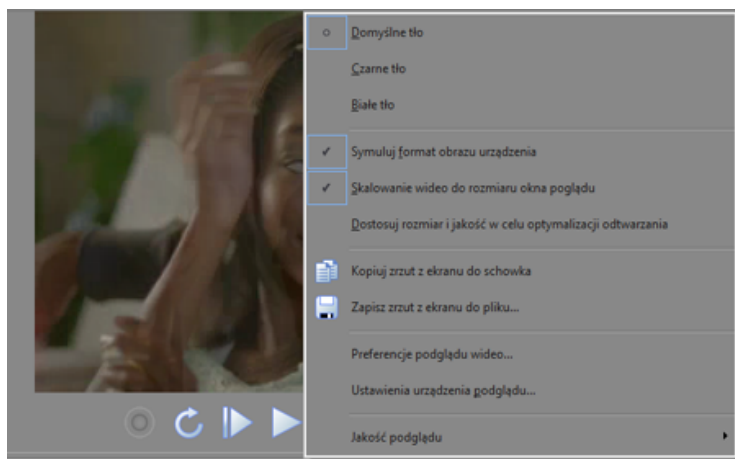 Domyślne tło
Czarne tło
Białe tło
Symuluj format obrazu urządzenia
Skalowanie wideo do rozmiaru okna poglądu
Dostosuj rozmiar i jakość w celu optymalizacji odtwarzania
Kopiuj zrzut z ekranu do schowka
Zapisz zrzut z ekranu do pliku...
Preferencje podglądu wideo...
Ustawienia urządzenia podglądu...
Jakość podglądu